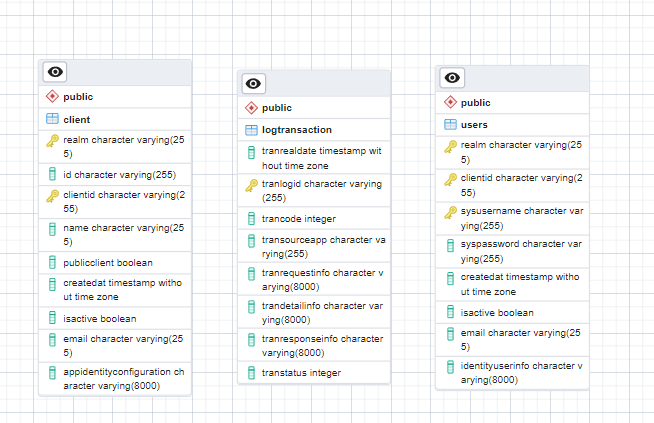 public
client
realm character varying(25
5)
id character varying(255)
clientid character varying(2
55)
name character varying(25
5)
publicclient boolean
createdat timestamp witho
ut time zone
isactive boolean
email character varying(25
5)
appidentityconfiguration ch
aracter varying(8000)
public
logtransaction
tranrealdate timestamp wit
hout time zone
tranlogid character varying
(255)
trancode integer
transourceapp character va
rying(255)
tranrequestinfo character v
arying(8000)
trandetailinfo character var
ying(8000)
tranresponseinfo character
varying(8000)
transtatus integer
public
users
realm character varying(25
5)
clientid character varying(2
55)
sysusername character var
ying(255)
syspassword character var
ying(255)
createdat timestamp witho
ut time zone
isactive boolean
email character varying(25
5)
identityuserinfo character v
arying(8000)